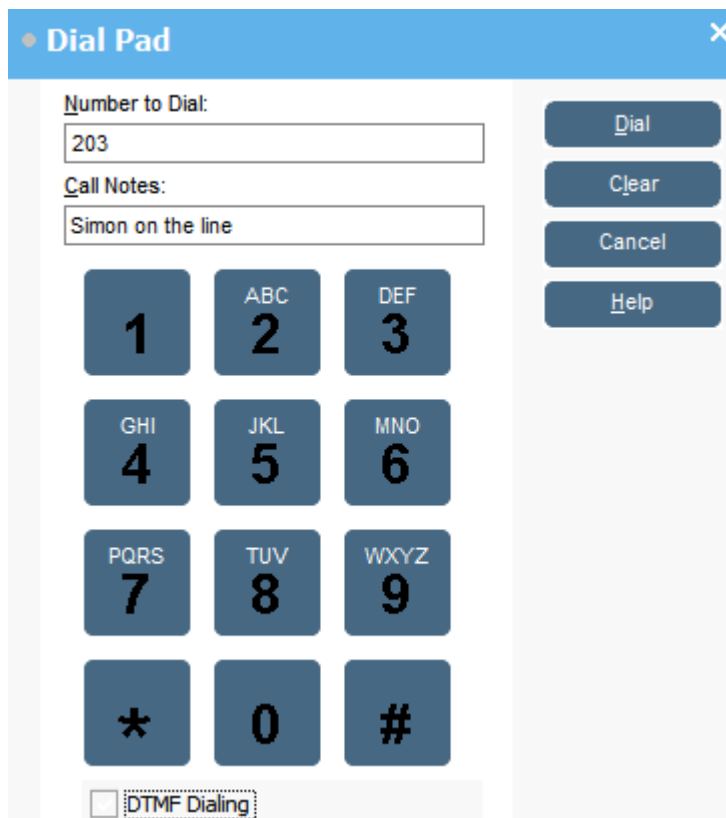 Dial Pad
Number to Dial:
203
Call Notes:
Simon on the line
Dial
Clear
Cancel
Help
1
ABC
2
DEF
3
GHI
4
JKL
5
MNO
6
PQRS
7
TUV
8
WXYZ
9
*
0
#
DTMF Dialing